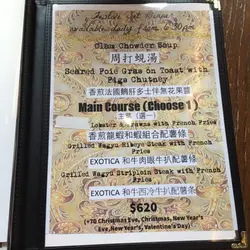 Festive Set Dinner
available daily from 6:30pm
Clam Chowder Soup
周打蜆湯
Seared Foie Gras on Toast with
Figs Chutney
香煎法國鵝肝多士伴無花果醬
Main Course (Choose 1)
主菜（選一）
Lobster & Prawns with French Fries
香煎龍蝦和蝦組合配薯條
Grilled Wagyu Ribeye Steak with French
Fries
EXOTICA 和牛肉眼牛扒配薯條
Grilled Wagyu Striploin Steak with French
Fries
EXOTICA 和牛西冷牛扒配薯條
$620
(+70 Christmas Eve, Christmas, New Year's
Eve, New Year's, Valentine's Day)